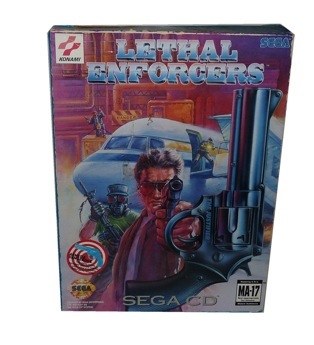 KONAMI
LETHAL
ENFORCERS
SEGA
SEGA CD
MA-17
SEGA